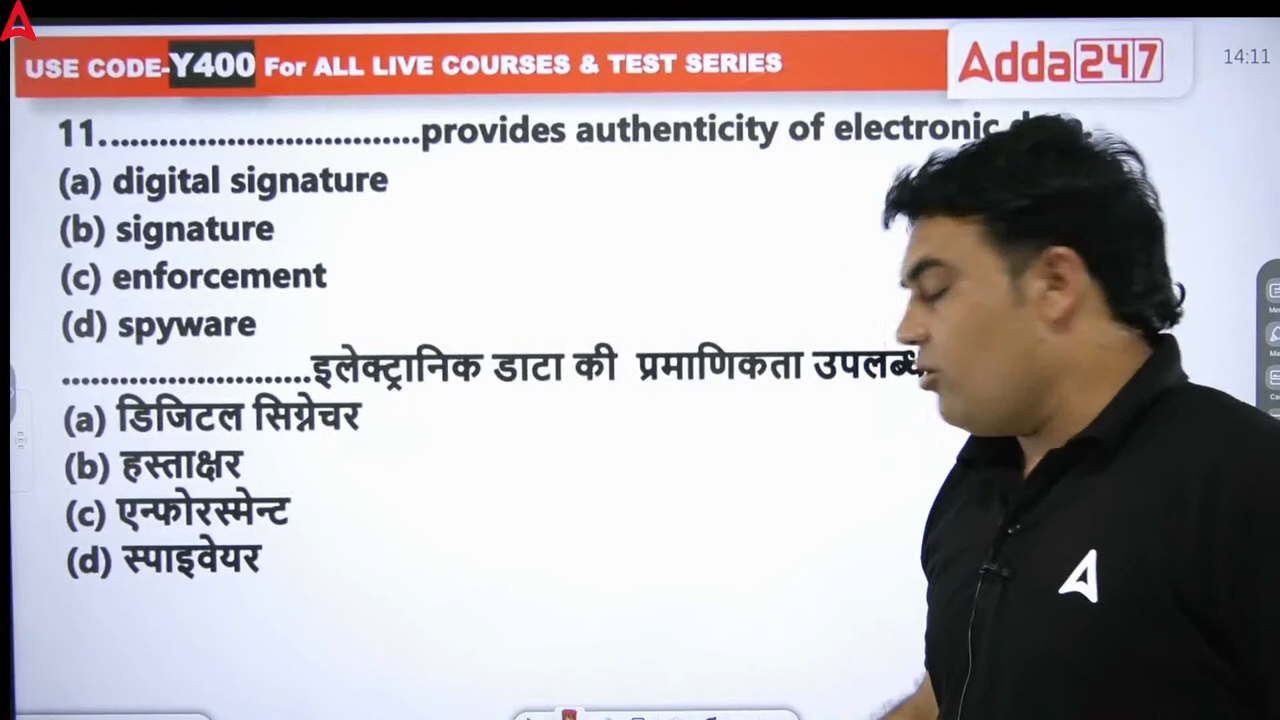 USE CODE-Y400 For ALL LIVE COURSES & TEST SERIES
Adda247
14:11
11.................................provides authenticity of electronic
(a) digital signature
(b) signature
(c) enforcement
(d) spyware
..........................इलेक्ट्रानिक डाटा की प्रमाणिकता
(a) डिजिटल सिग्नेचर
(b) हस्ताक्षर
(c) एन्फोरस्मेन्ट
(d) स्पाइवेयर